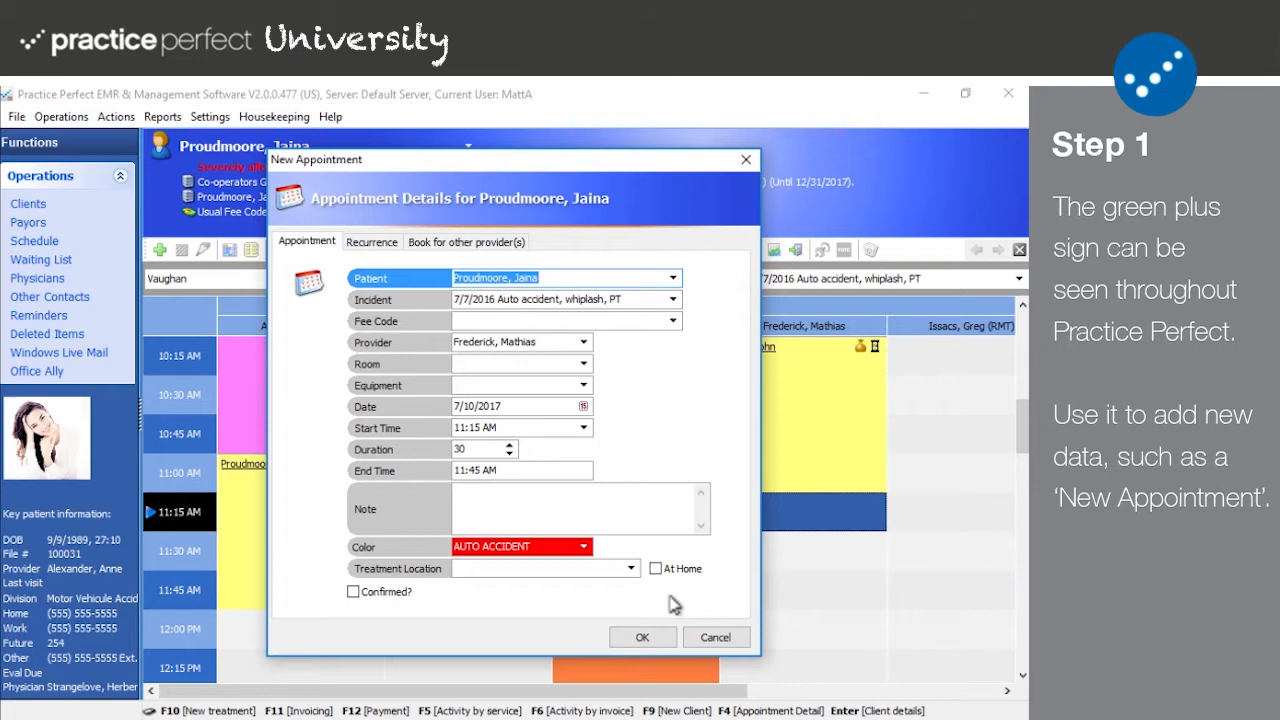 practice perfect University
Practice Perfect EMR & Management Software V2.0.0.477 (US), Server: Default Server, Current User: MattA
File Operations Actions Reports Settings Housekeeping Help
Functions
Operations
Clients
Payors
Schedule
Waiting List
Physicians
Other Contacts
Reminders
Deleted Items
Windows Live Mail
Office Ally
Key patient information:
DOB 9/9/1989, 27:10
File # 100031
Provider Alexander, Anne
Last visit
Division Motor Vehicule Accid
Home (555) 555-5555
Work (555) 555-5555
Future 254
Other (555) 555-5555 Ext.
Eval Due
Physician Strangelove, Herber
Proudmoore, Jaina
Severely all
Co-operators G
Proudmoore, Ja
Usual Fee Code
) (Until 12/31/2017).
Vaughan
7/2016 Auto accident, whiplash, PT
A
Frederick, Mathias
Issacs, Greg (RMT)
10:15 AM
ohn
10:30 AM
10:45 AM
11:00 AM
Proudmoo
11:15 AM
11:30 AM
11:45 AM
12:00 PM
12:15 PM
New Appointment
Appointment Details for Proudmoore, Jaina
Appointment Recurrence Book for other provider(s)
Patient Proudmoore, Jaina
Incident 7/7/2016 Auto accident, whiplash, PT
Fee Code
Provider Frederick, Mathias
Room
Equipment
Date 7/10/2017
Start Time 11:15 AM
Duration 30
End Time 11:45 AM
Note
Color AUTO ACCIDENT
Treatment Location At Home
Confirmed?
OK Cancel
F10 [New treatment] F11 [Invoicing] F12 [Payment] F5 [Activity by service] F6 [Activity by invoice] F9 [New Client] F4 [Appointment Detail] Enter [Client details]
Step 1
The green plus
sign can be
seen throughout
Practice Perfect.
Use it to add new
data, such as a
‘New Appointment’.